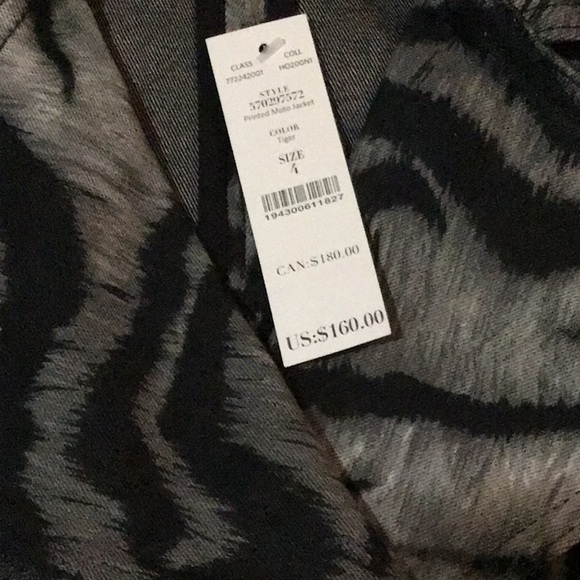 CLASS COLL
772242001 HO20ONI
STYLE
570297572
Printed Moto Jacket
COLOR
Tiger
SIZE
4
194300611827
CAN:$180.00
US:$160.00